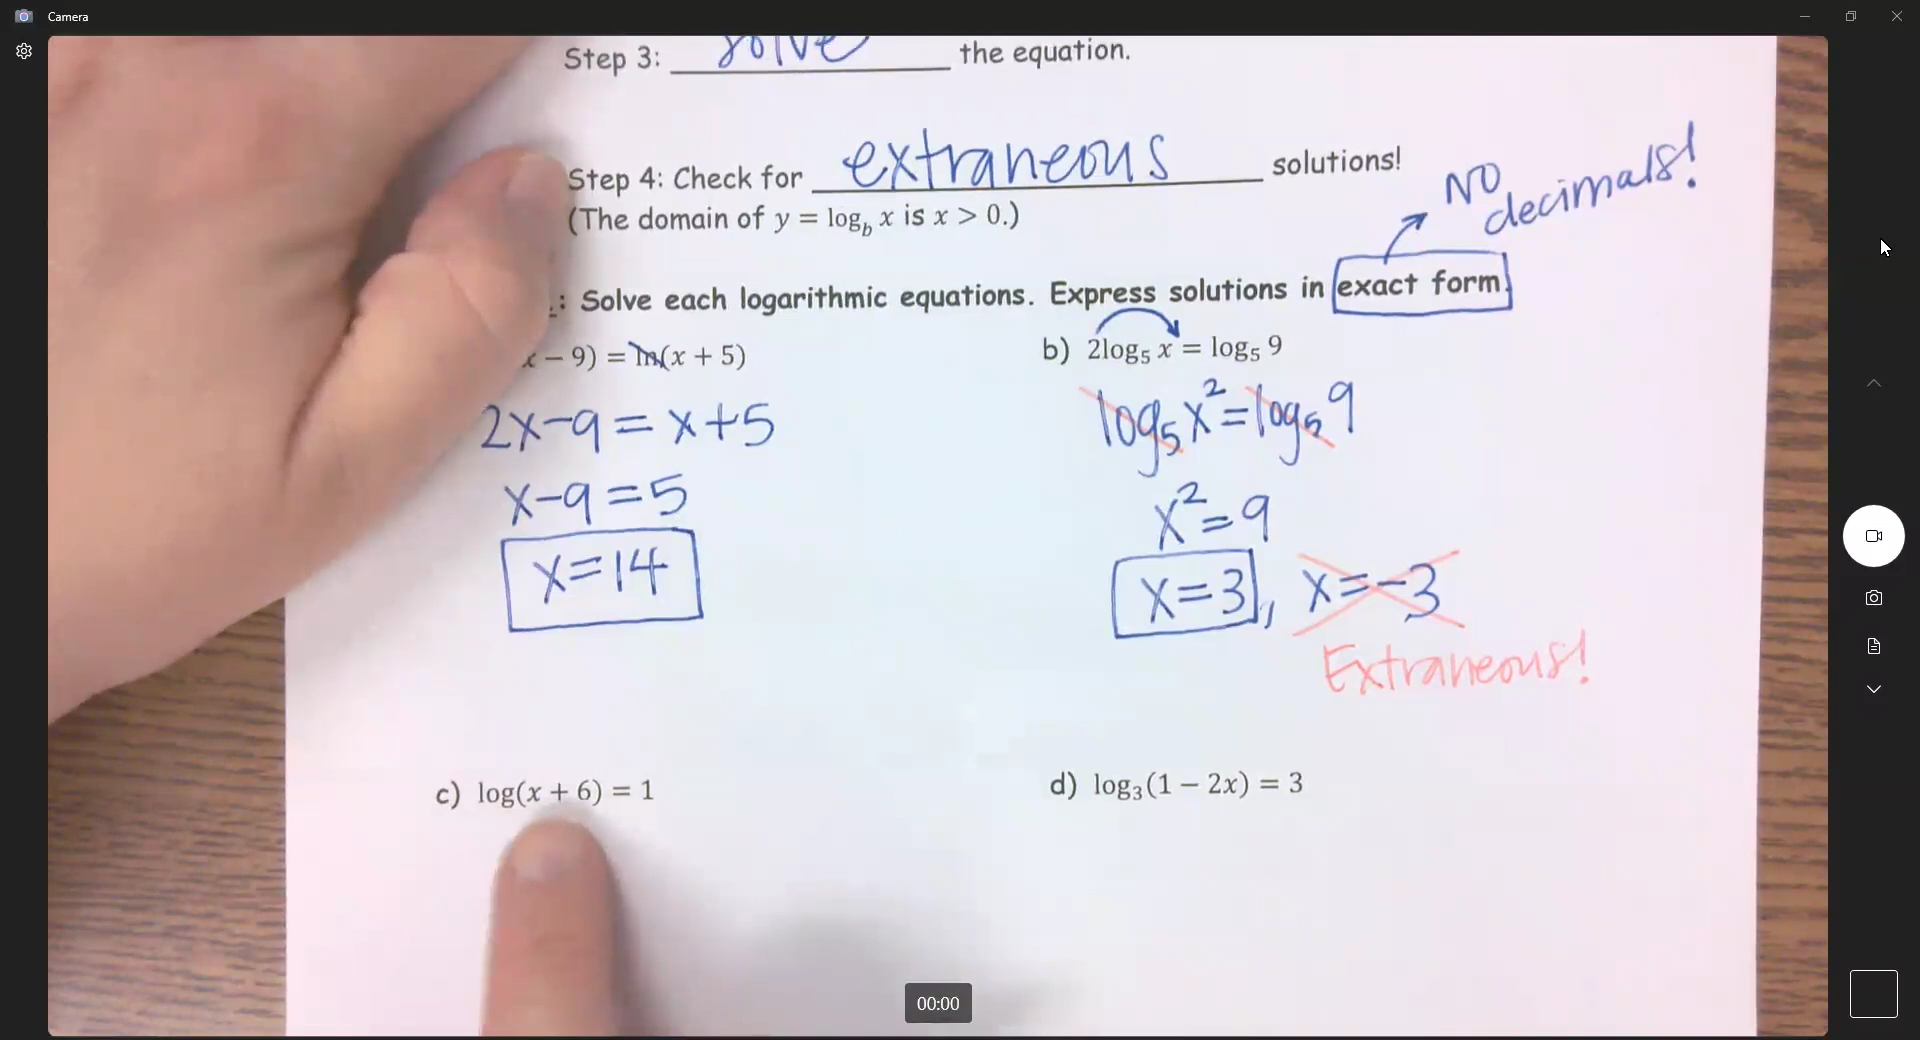 Camera
Step 3: solve the equation.
Step 4: Check for extraneous solutions!
(The domain of y = log_b x is x > 0.)
NO decimals!
: Solve each logarithmic equations. Express solutions in exact form.
x − 9) = ln(x + 5)
2x−9 = x+5
x−9 = 5
x=14
b) 2log₅ x = log₅ 9
log₅x² = log₅9
x² = 9
x=3, x=−3
Extraneous!
c) log(x + 6) = 1
d) log₃(1 − 2x) = 3
00:00